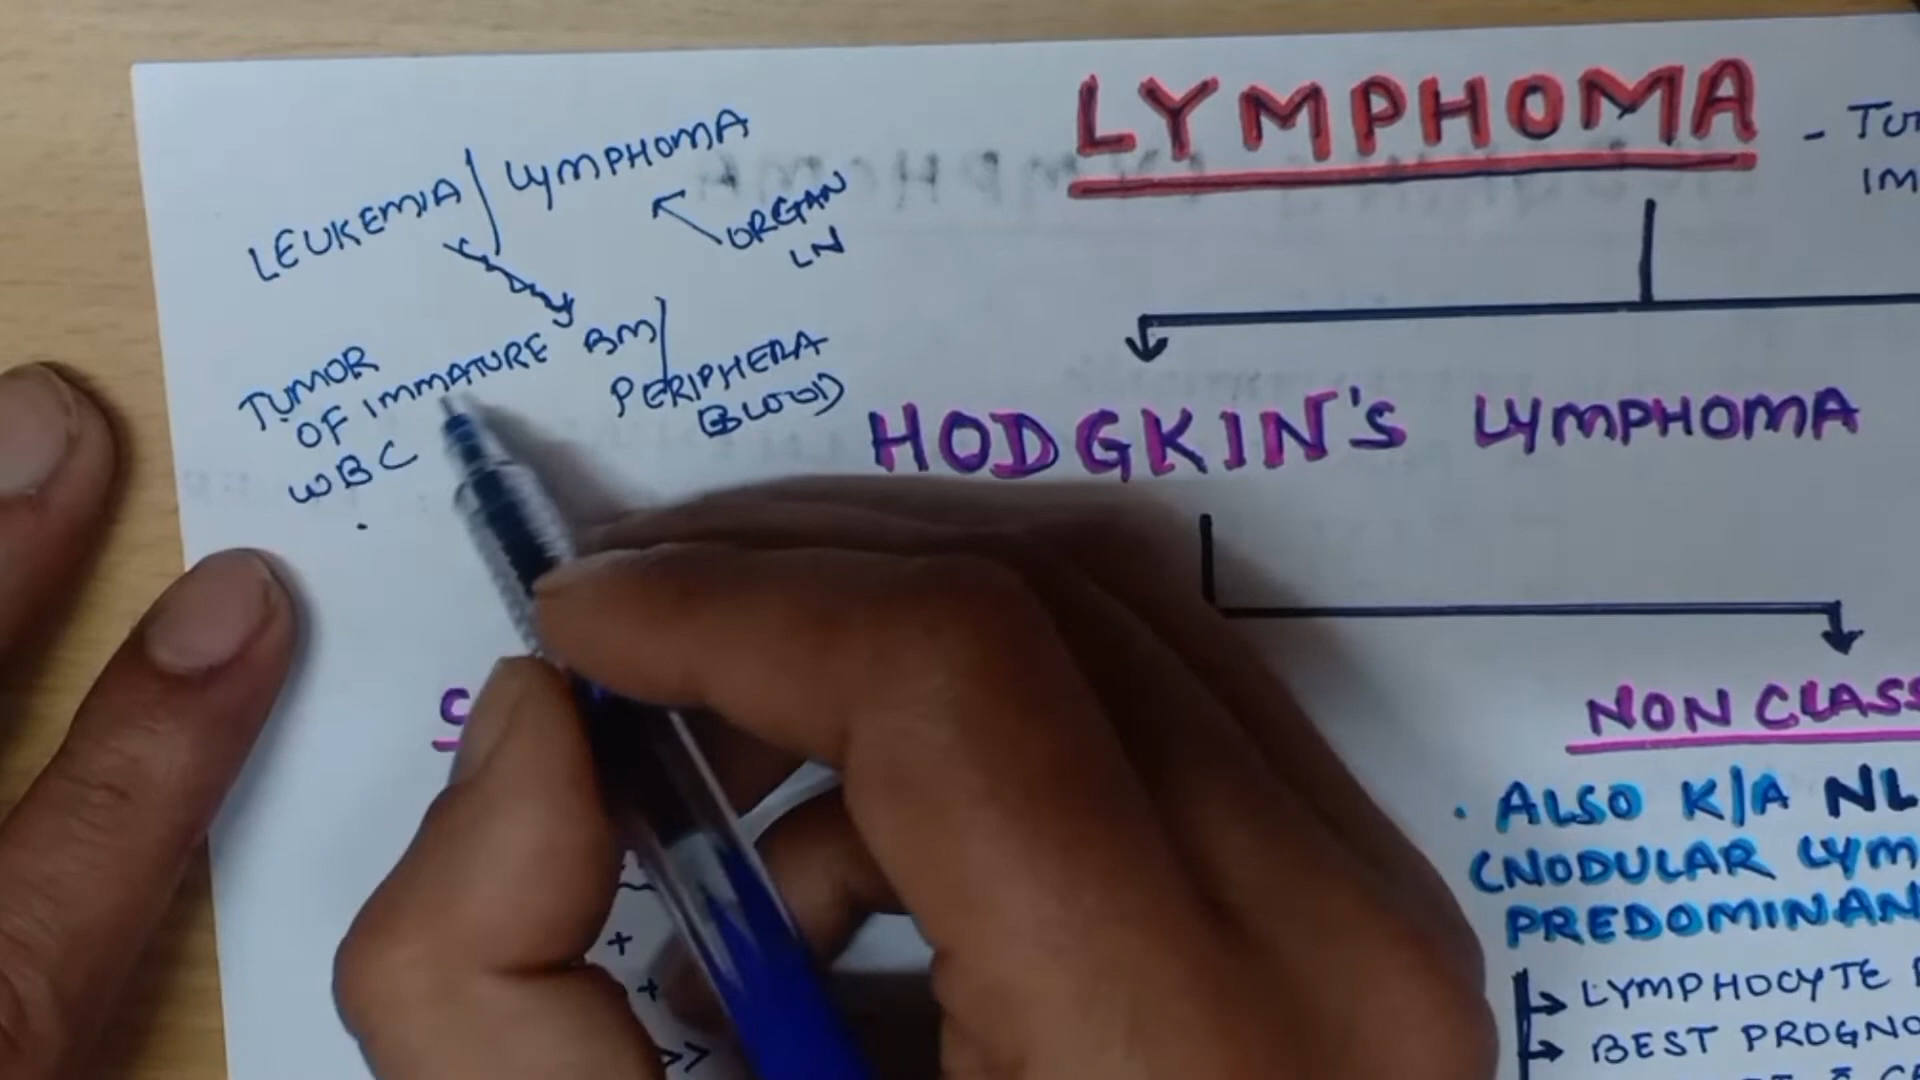 LYMPHOMA
LEUKEMIA | LYMPHOMA
ORGAN
LN
TUMOR
OF IMMATURE
WBC
BM/
PERIPHERA
BLOOD
- TU
IM
HODGKIN'S LYMPHOMA
C
NON CLASS
· ALSO K/A NL
(NODULAR LYM
PREDOMINAN
→ LYMPHOCYTE
→ BEST PROGNO
+
+
>>